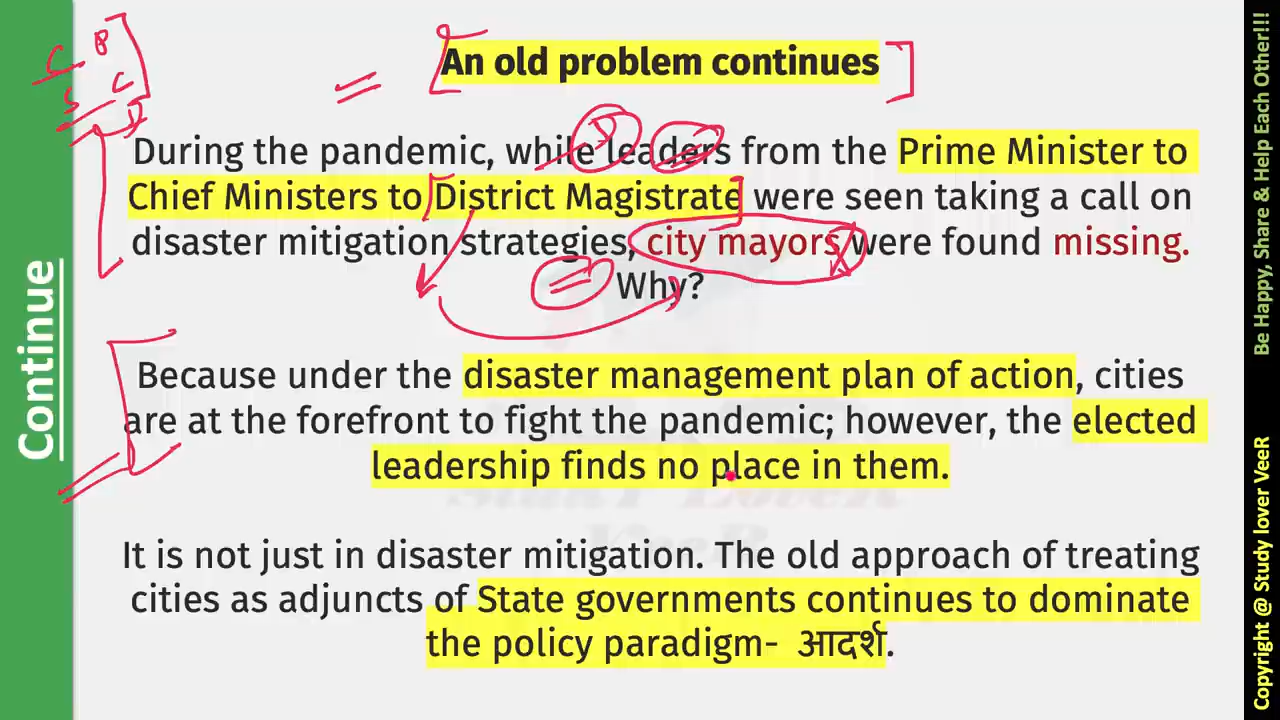 An old problem continues
During the pandemic, while leaders from the Prime Minister to
Chief Ministers to District Magistrate were seen taking a call on
disaster mitigation strategies, city mayors were found missing.
Why?
Because under the disaster management plan of action, cities
are at the forefront to fight the pandemic; however, the elected
leadership finds no place in them.
It is not just in disaster mitigation. The old approach of treating
cities as adjuncts of State governments continues to dominate
the policy paradigm- आदर्श.
Continue
Be Happy, Share & Help Each Other!!!
Copyright @ Study lover VeeR